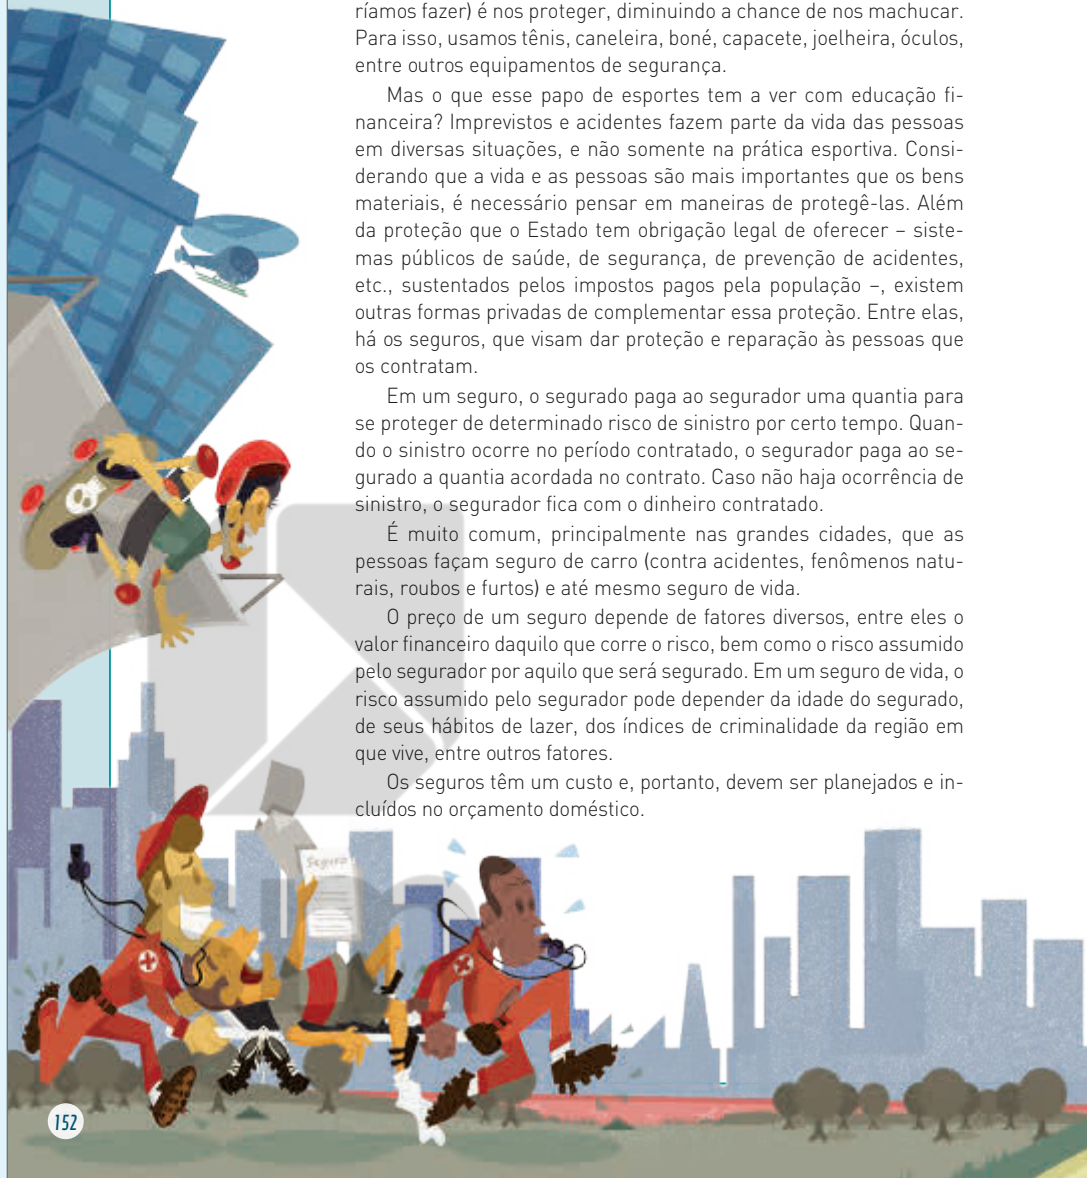 ríamos fazer) é nos proteger, diminuindo a chance de nos machucar.
Para isso, usamos tênis, caneleira, boné, capacete, joelheira, óculos,
entre outros equipamentos de segurança.
Mas o que esse papo de esportes tem a ver com educação fi-
nanceira? Imprevistos e acidentes fazem parte da vida das pessoas
em diversas situações, e não somente na prática esportiva. Consi-
derando que a vida e as pessoas são mais importantes que os bens
materiais, é necessário pensar em maneiras de protegê-las. Além
da proteção que o Estado tem obrigação legal de oferecer – siste-
mas públicos de saúde, de segurança, de prevenção de acidentes,
etc., sustentados pelos impostos pagos pela população –, existem
outras formas privadas de complementar essa proteção. Entre elas,
há os seguros, que visam dar proteção e reparação às pessoas que
os contratam.
Em um seguro, o segurado paga ao segurador uma quantia para
se proteger de determinado risco de sinistro por certo tempo. Quan-
do o sinistro ocorre no período contratado, o segurador paga ao se-
gurado a quantia acordada no contrato. Caso não haja ocorrência de
sinistro, o segurador fica com o dinheiro contratado.
É muito comum, principalmente nas grandes cidades, que as
pessoas façam seguro de carro (contra acidentes, fenômenos natu-
rais, roubos e furtos) e até mesmo seguro de vida.
O preço de um seguro depende de fatores diversos, entre eles o
valor financeiro daquilo que corre o risco, bem como o risco assumido
pelo segurador por aquilo que será segurado. Em um seguro de vida, o
risco assumido pelo segurador pode depender da idade do segurado,
de seus hábitos de lazer, dos índices de criminalidade da região em
que vive, entre outros fatores.
Os seguros têm um custo e, portanto, devem ser planejados e in-
cluídos no orçamento doméstico.
Seguro
152